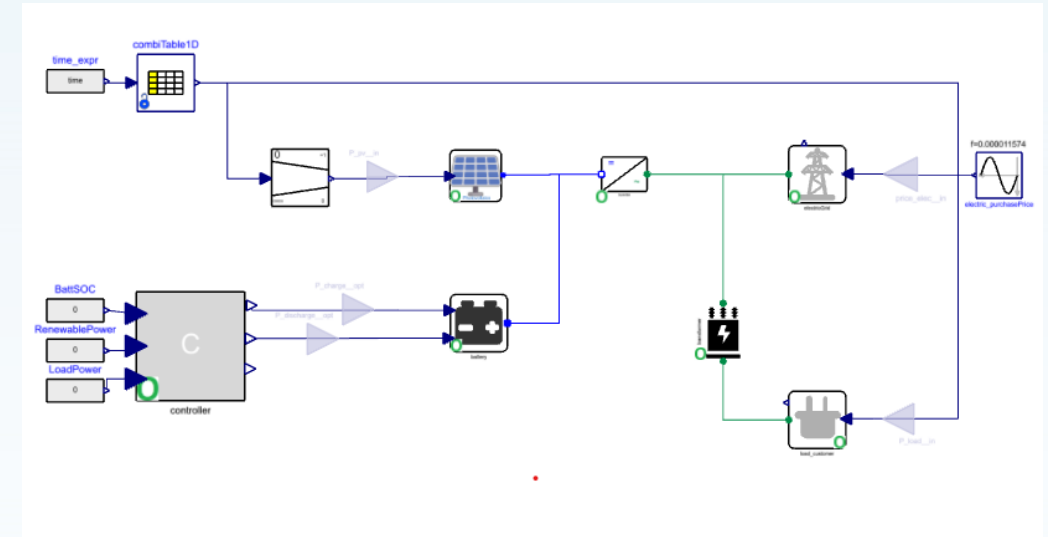 combiTable1D
time_expr
time
f=0.000011574
P_pv__in
price_elec__in
electric_purchasePrice
electricGrid
BattSOC
0
RenewablePower
0
LoadPower
0
C
controller
P_charge__opt
P_discharge__opt
battery
transformer
load_customer
P_load__in